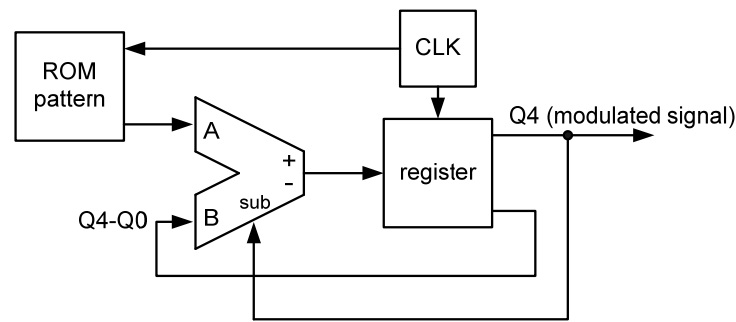 CLK
ROM
pattern
Q4 (modulated signal)
A
+
-
register
sub
B
Q4-Q0